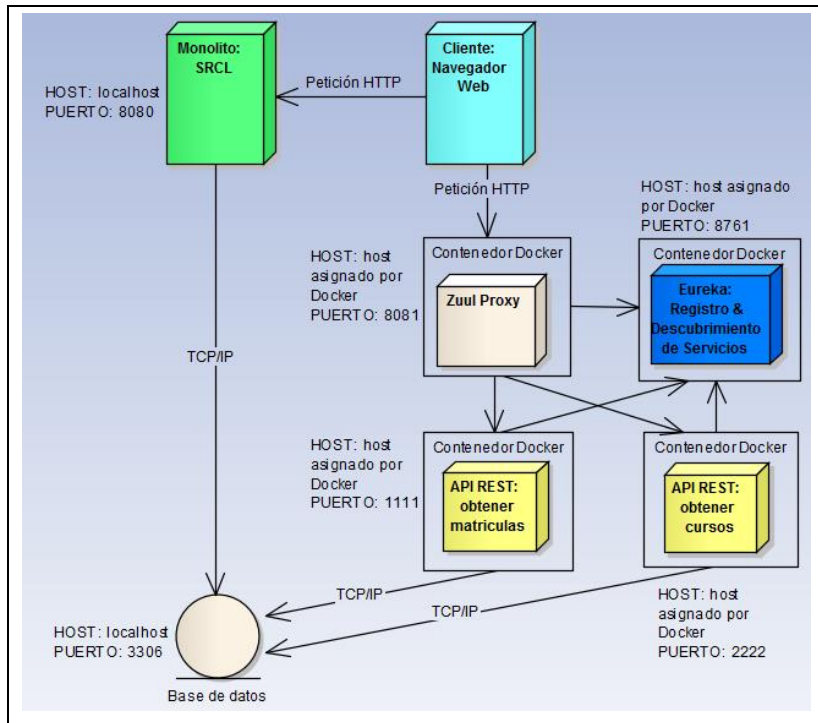 Monolito:
SRCL
Cliente:
Navegador
Web
HOST: localhost
PUERTO: 8080
Petición HTTP
Petición HTTP
HOST: host asignado
por Docker
PUERTO: 8761
HOST: host
asignado por
Docker
PUERTO: 8081
Contenedor Docker
Zuul Proxy
Contenedor Docker
Eureka:
Registro &
Descubrimiento
de Servicios
TCP/IP
HOST: host
asignado por
Docker
PUERTO: 1111
Contenedor Docker
API REST:
obtener
matriculas
Contenedor Docker
API REST:
obtener
cursos
TCP/IP
TCP/IP
HOST: host
asignado por
Docker
PUERTO: 2222
HOST: localhost
PUERTO: 3306
Base de datos